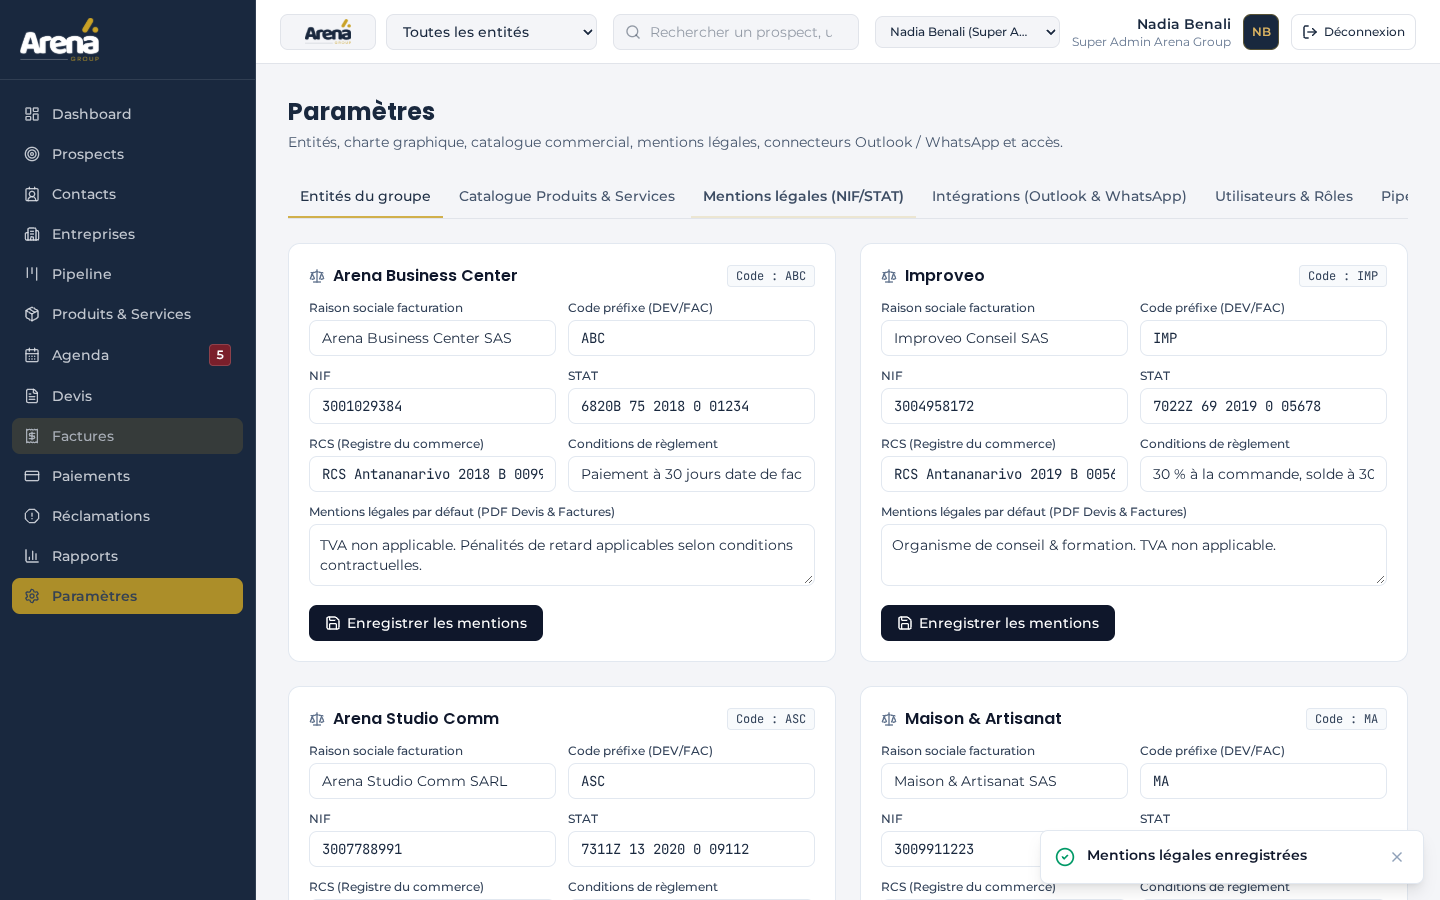 Arena
GROUP
Dashboard
Prospects
Contacts
Entreprises
Pipeline
Produits & Services
Agenda
5
Devis
Factures
Paiements
Réclamations
Rapports
Paramètres
Arena
Toutes les entités
Rechercher un prospect, u
Nadia Benali (Super A...
Nadia Benali
Super Admin Arena Group
NB
Déconnexion
Paramètres
Entités, charte graphique, catalogue commercial, mentions légales, connecteurs Outlook / WhatsApp et accès.
Entités du groupe
Catalogue Produits & Services
Mentions légales (NIF/STAT)
Intégrations (Outlook & WhatsApp)
Utilisateurs & Rôles
Pipe
Arena Business Center
Code : ABC
Raison sociale facturation
Code préfixe (DEV/FAC)
Arena Business Center SAS
ABC
NIF
STAT
3001029384
6820B 75 2018 0 01234
RCS (Registre du commerce)
Conditions de règlement
RCS Antananarivo 2018 B 0099
Paiement à 30 jours date de fac
Mentions légales par défaut (PDF Devis & Factures)
TVA non applicable. Pénalités de retard applicables selon conditions
contractuelles.
Enregistrer les mentions
Improveo
Code : IMP
Raison sociale facturation
Code préfixe (DEV/FAC)
Improveo Conseil SAS
IMP
NIF
STAT
3004958172
7022Z 69 2019 0 05678
RCS (Registre du commerce)
Conditions de règlement
RCS Antananarivo 2019 B 0056
30 % à la commande, solde à 30
Mentions légales par défaut (PDF Devis & Factures)
Organisme de conseil & formation. TVA non applicable.
Enregistrer les mentions
Arena Studio Comm
Code : ASC
Raison sociale facturation
Code préfixe (DEV/FAC)
Arena Studio Comm SARL
ASC
NIF
STAT
3007788991
7311Z 13 2020 0 09112
RCS (Registre du commerce)
Conditions de règlement
Maison & Artisanat
Code : MA
Raison sociale facturation
Code préfixe (DEV/FAC)
Maison & Artisanat SAS
MA
NIF
STAT
3009911223
RCS (Registre du commerce)
Conditions de règlement
Mentions légales enregistrées